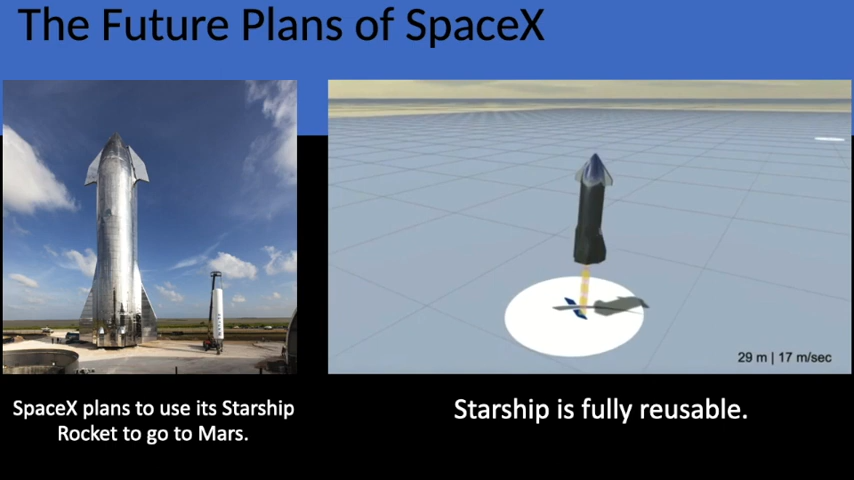 The Future Plans of SpaceX
29 m | 17 m/sec
SpaceX plans to use its Starship
Rocket to go to Mars.
Starship is fully reusable.